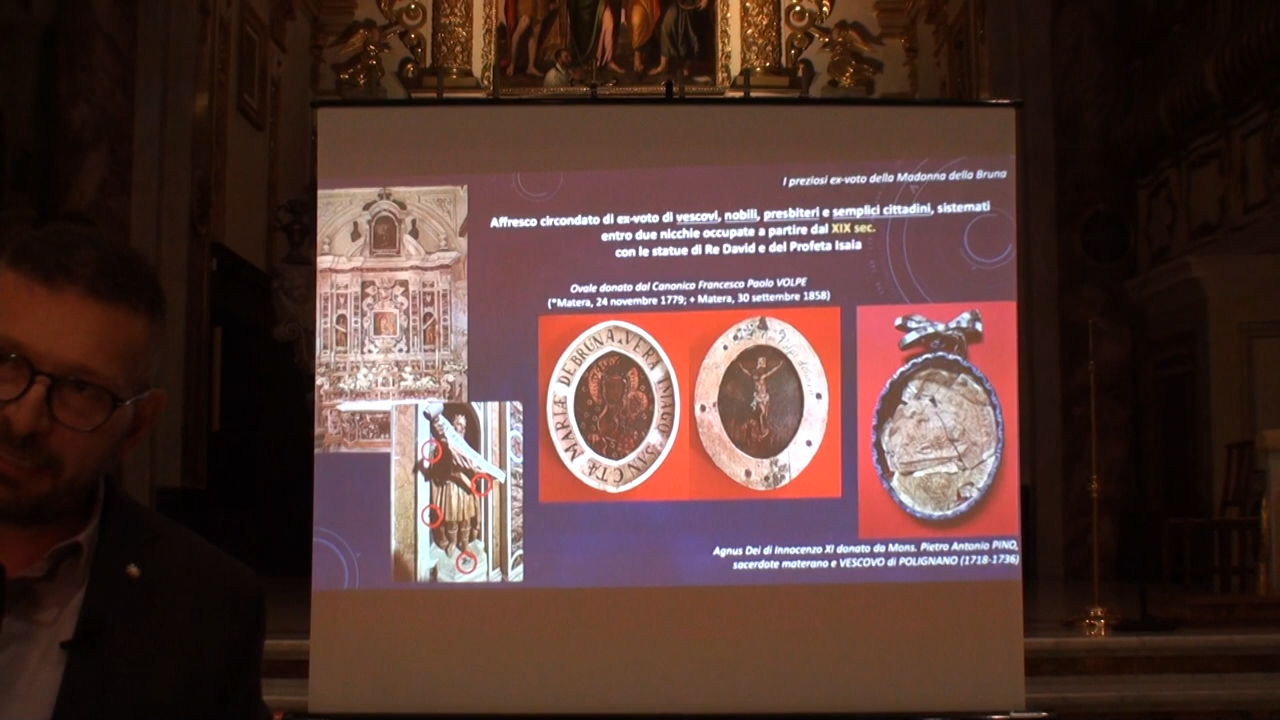 I preziosi ex-voto della Madonna della Bruna
Affresco circondato di ex-voto di vescovi, nobili, presbiteri e semplici cittadini, sistemati
entro due nicchie occupate a partire dal XIX sec.
con le statue di Re David e del Profeta Isaia
Ovale donato dal Canonico Francesco Paolo VOLPE
(*Matera, 24 novembre 1779; + Matera, 30 settembre 1858)
VERA IMAGO SANCTÆ MARIÆ DE BRUNA
Agnus Dei di Innocenzo XI donato da Mons. Pietro Antonio PINO,
sacerdote materano e VESCOVO di POLIGNANO (1718-1736)